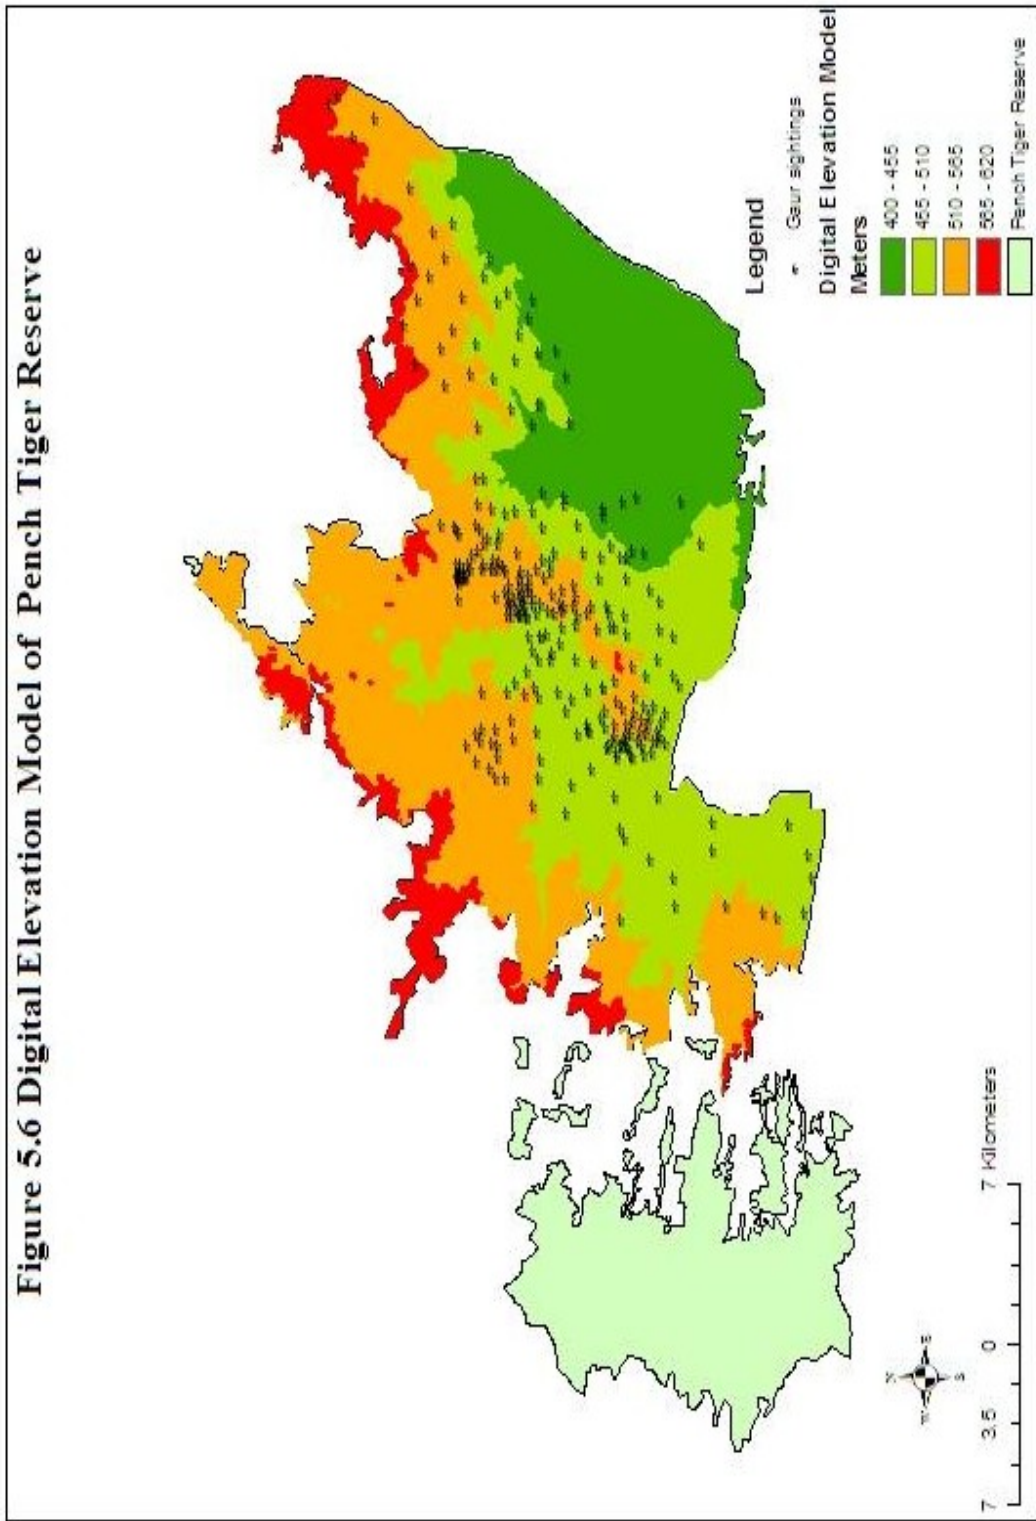 Figure 5.6 Digital Elevation Model of Pench Tiger Reserve
Legend
Gaur sightings
Digital Elevation Model
Meters
400 - 455
455 - 510
510 - 565
565 - 620
Pench Tiger Reserve
N
W
E
S
7 3.5 0 7 Kilometers